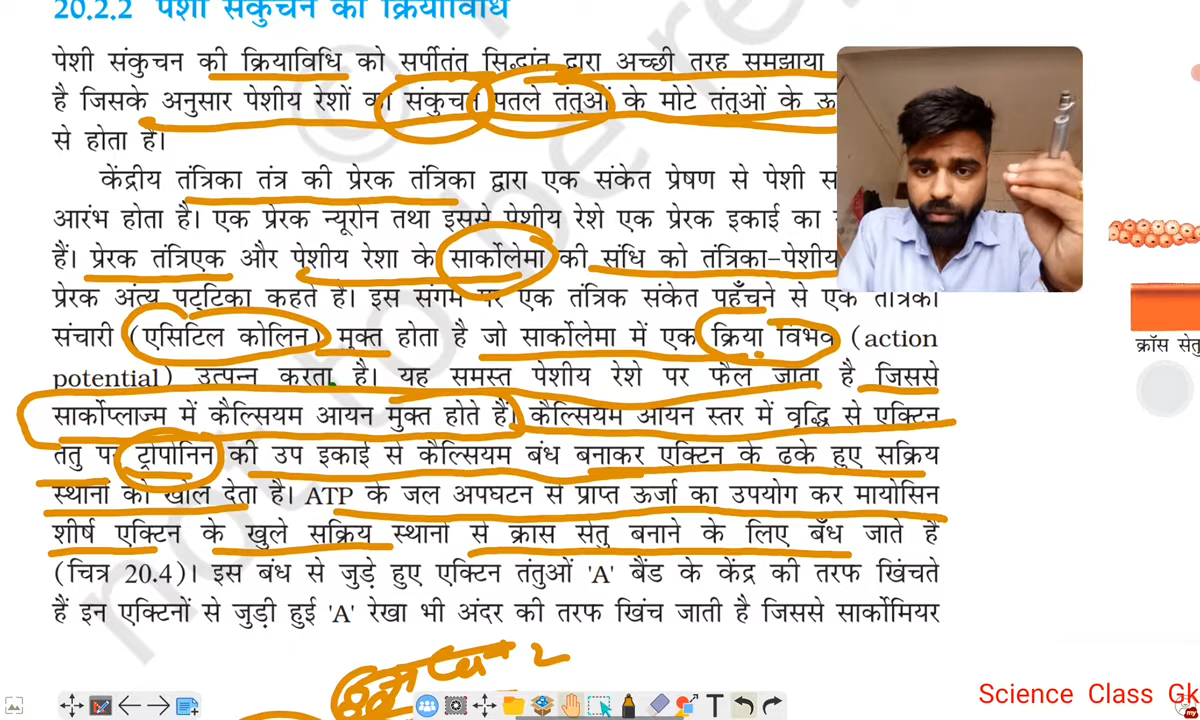 20.2.2 पेशी संकुचन की क्रियाविधि
पेशी संकुचन की क्रियाविधि को सर्पीतंतु सिद्धांत द्वारा अच्छी तरह समझाया
है जिसके अनुसार पेशीय रेशों का संकुचन पतले तंतुओं के मोटे तंतुओं के ऊ
से होता है।
केंद्रीय तंत्रिका तंत्र की प्रेरक तंत्रिका द्वारा एक संकेत प्रेषण से पेशी सं
आरंभ होता है। एक प्रेरक न्यूरोन तथा इससे पेशीय रेशे एक प्रेरक इकाई का
हैं। प्रेरक तंत्रिएक और पेशीय रेशा के सार्कोलेमा की संधि को तंत्रिका-पेशीय
प्रेरक अंत्य पट्टिका कहते हैं। इस संगम पर एक तंत्रिक संकेत पहुँचने से एक तंत्रिका
संचारी (एसिटिल कोलिन) मुक्त होता है जो सार्कोलेमा में एक क्रिया विभव (action
potential) उत्पन्न करता है। यह समस्त पेशीय रेशे पर फैल जाता है जिससे
सार्कोप्लाज्म में कैल्सियम आयन मुक्त होते हैं। कैल्सियम आयन स्तर में वृद्धि से एक्टिन
तंतु पर ट्रोपोनिन की उप इकाई से कैल्सियम बंध बनाकर एक्टिन के ढके हुए सक्रिय
स्थानों को खोल देता है। ATP के जल अपघटन से प्राप्त ऊर्जा का उपयोग कर मायोसिन
शीर्ष एक्टिन के खुले सक्रिय स्थानों से क्रास सेतु बनाने के लिए बँध जाते हैं
(चित्र 20.4)। इस बंध से जुड़े हुए एक्टिन तंतुओं 'A' बैंड के केंद्र की तरफ खिंचते
हैं इन एक्टिनों से जुड़ी हुई 'A' रेखा भी अंदर की तरफ खिंच जाती है जिससे सार्कोमियर
क्रॉस सेतु
Science Class Gk